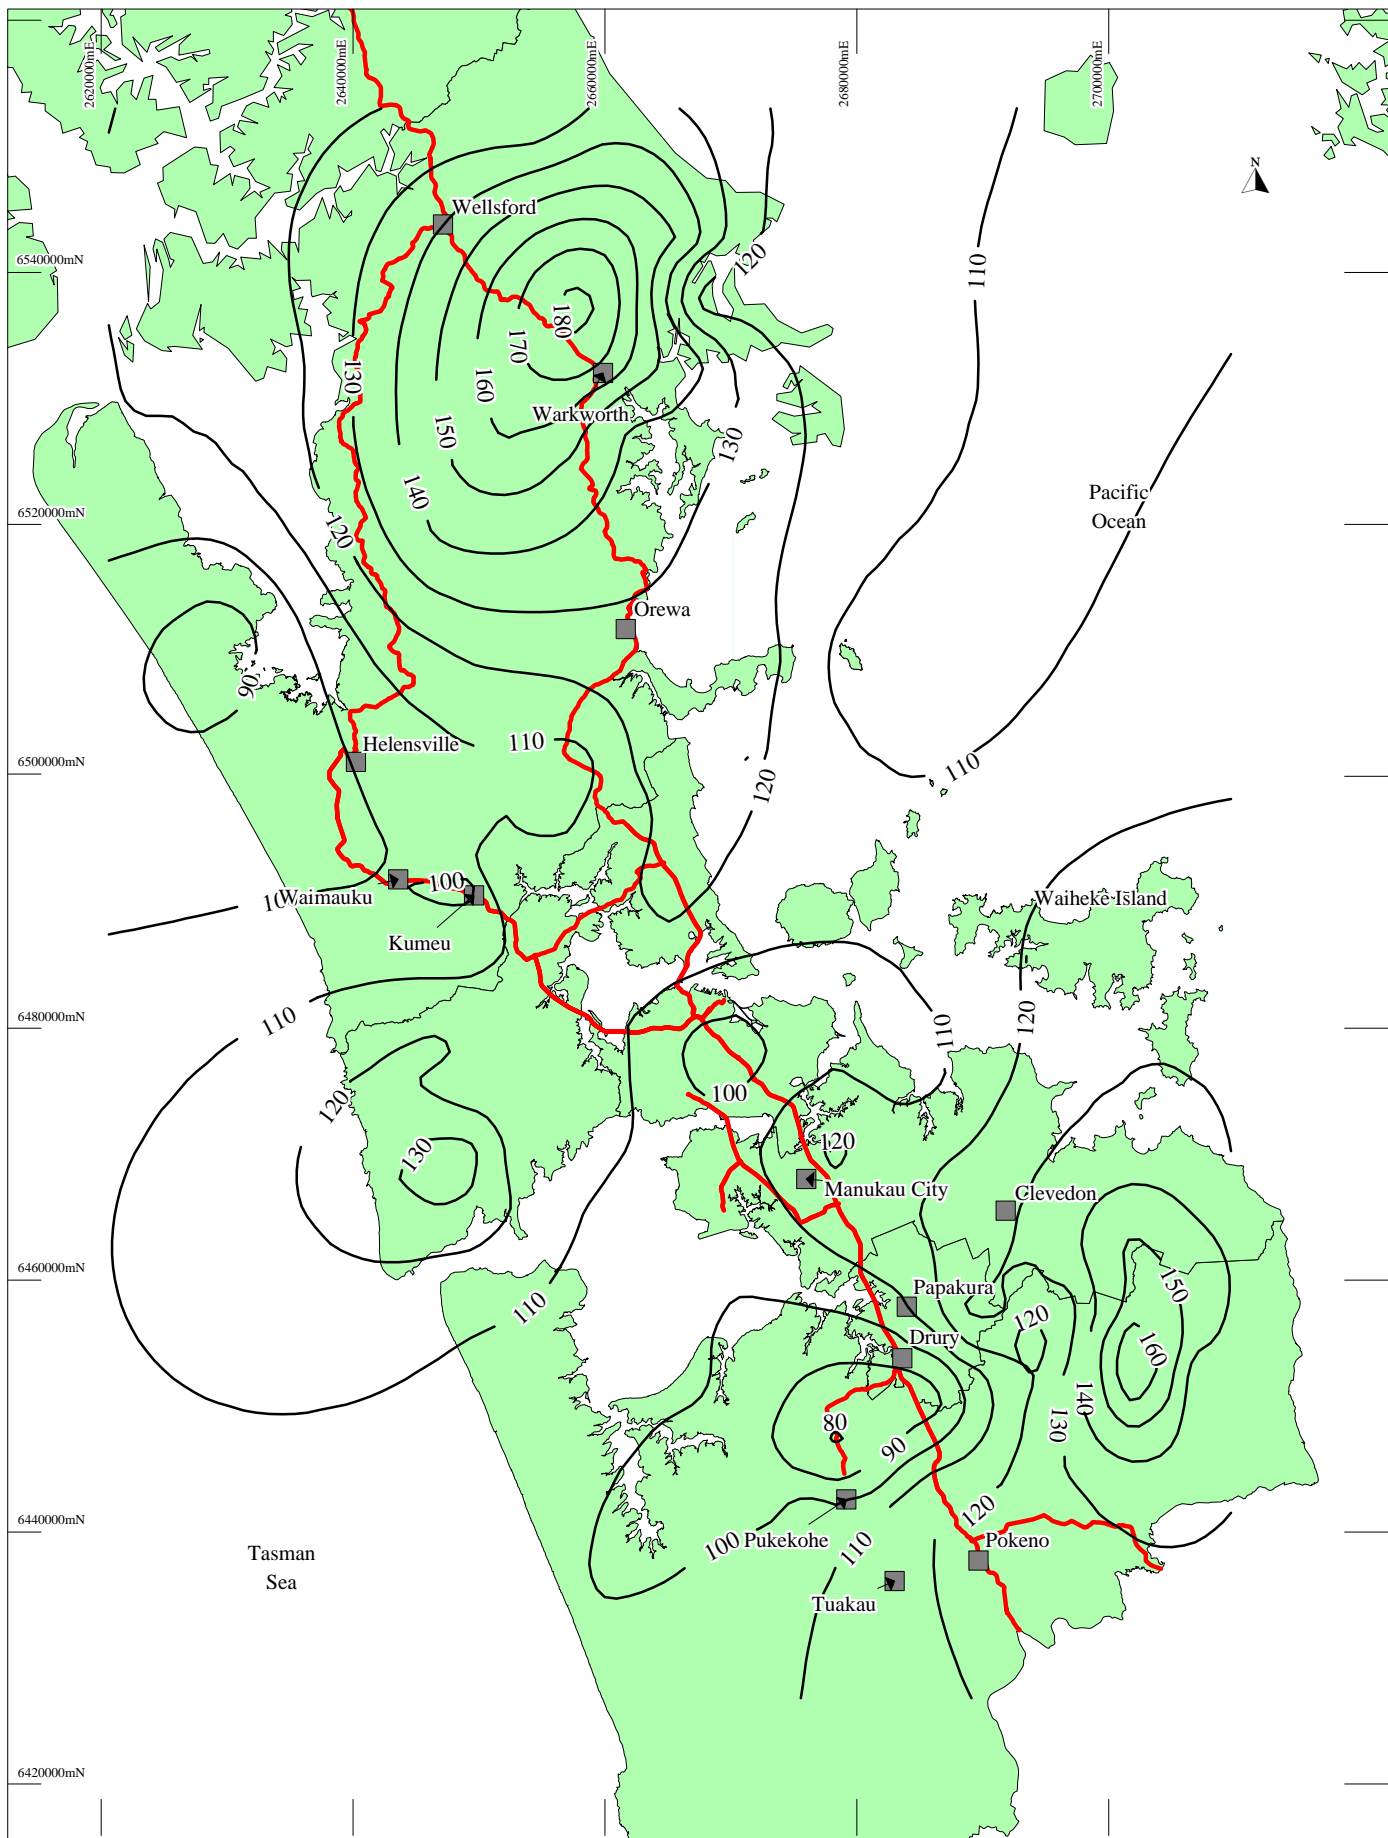 2620000mE
2640000mE
2660000mE
2680000mE
2700000mE
N
Wellsford
120
6540000mN
110
180
170
130
160
Warkworth
150
130
140
Pacific
Ocean
6520000mN
120
Orewa
90
Helensville
110
110
6500000mN
120
100
Waimauku
Waiheke Island
Kumeu
110
120
110
6480000mN
100
120
120
130
Manukau City
Clevedon
6460000mN
150
110
Papakura
120
Drury
160
140
80
130
90
120
6440000mN
100
Pukekohe
110
Pokeno
Tasman
Sea
Tuakau
6420000mN